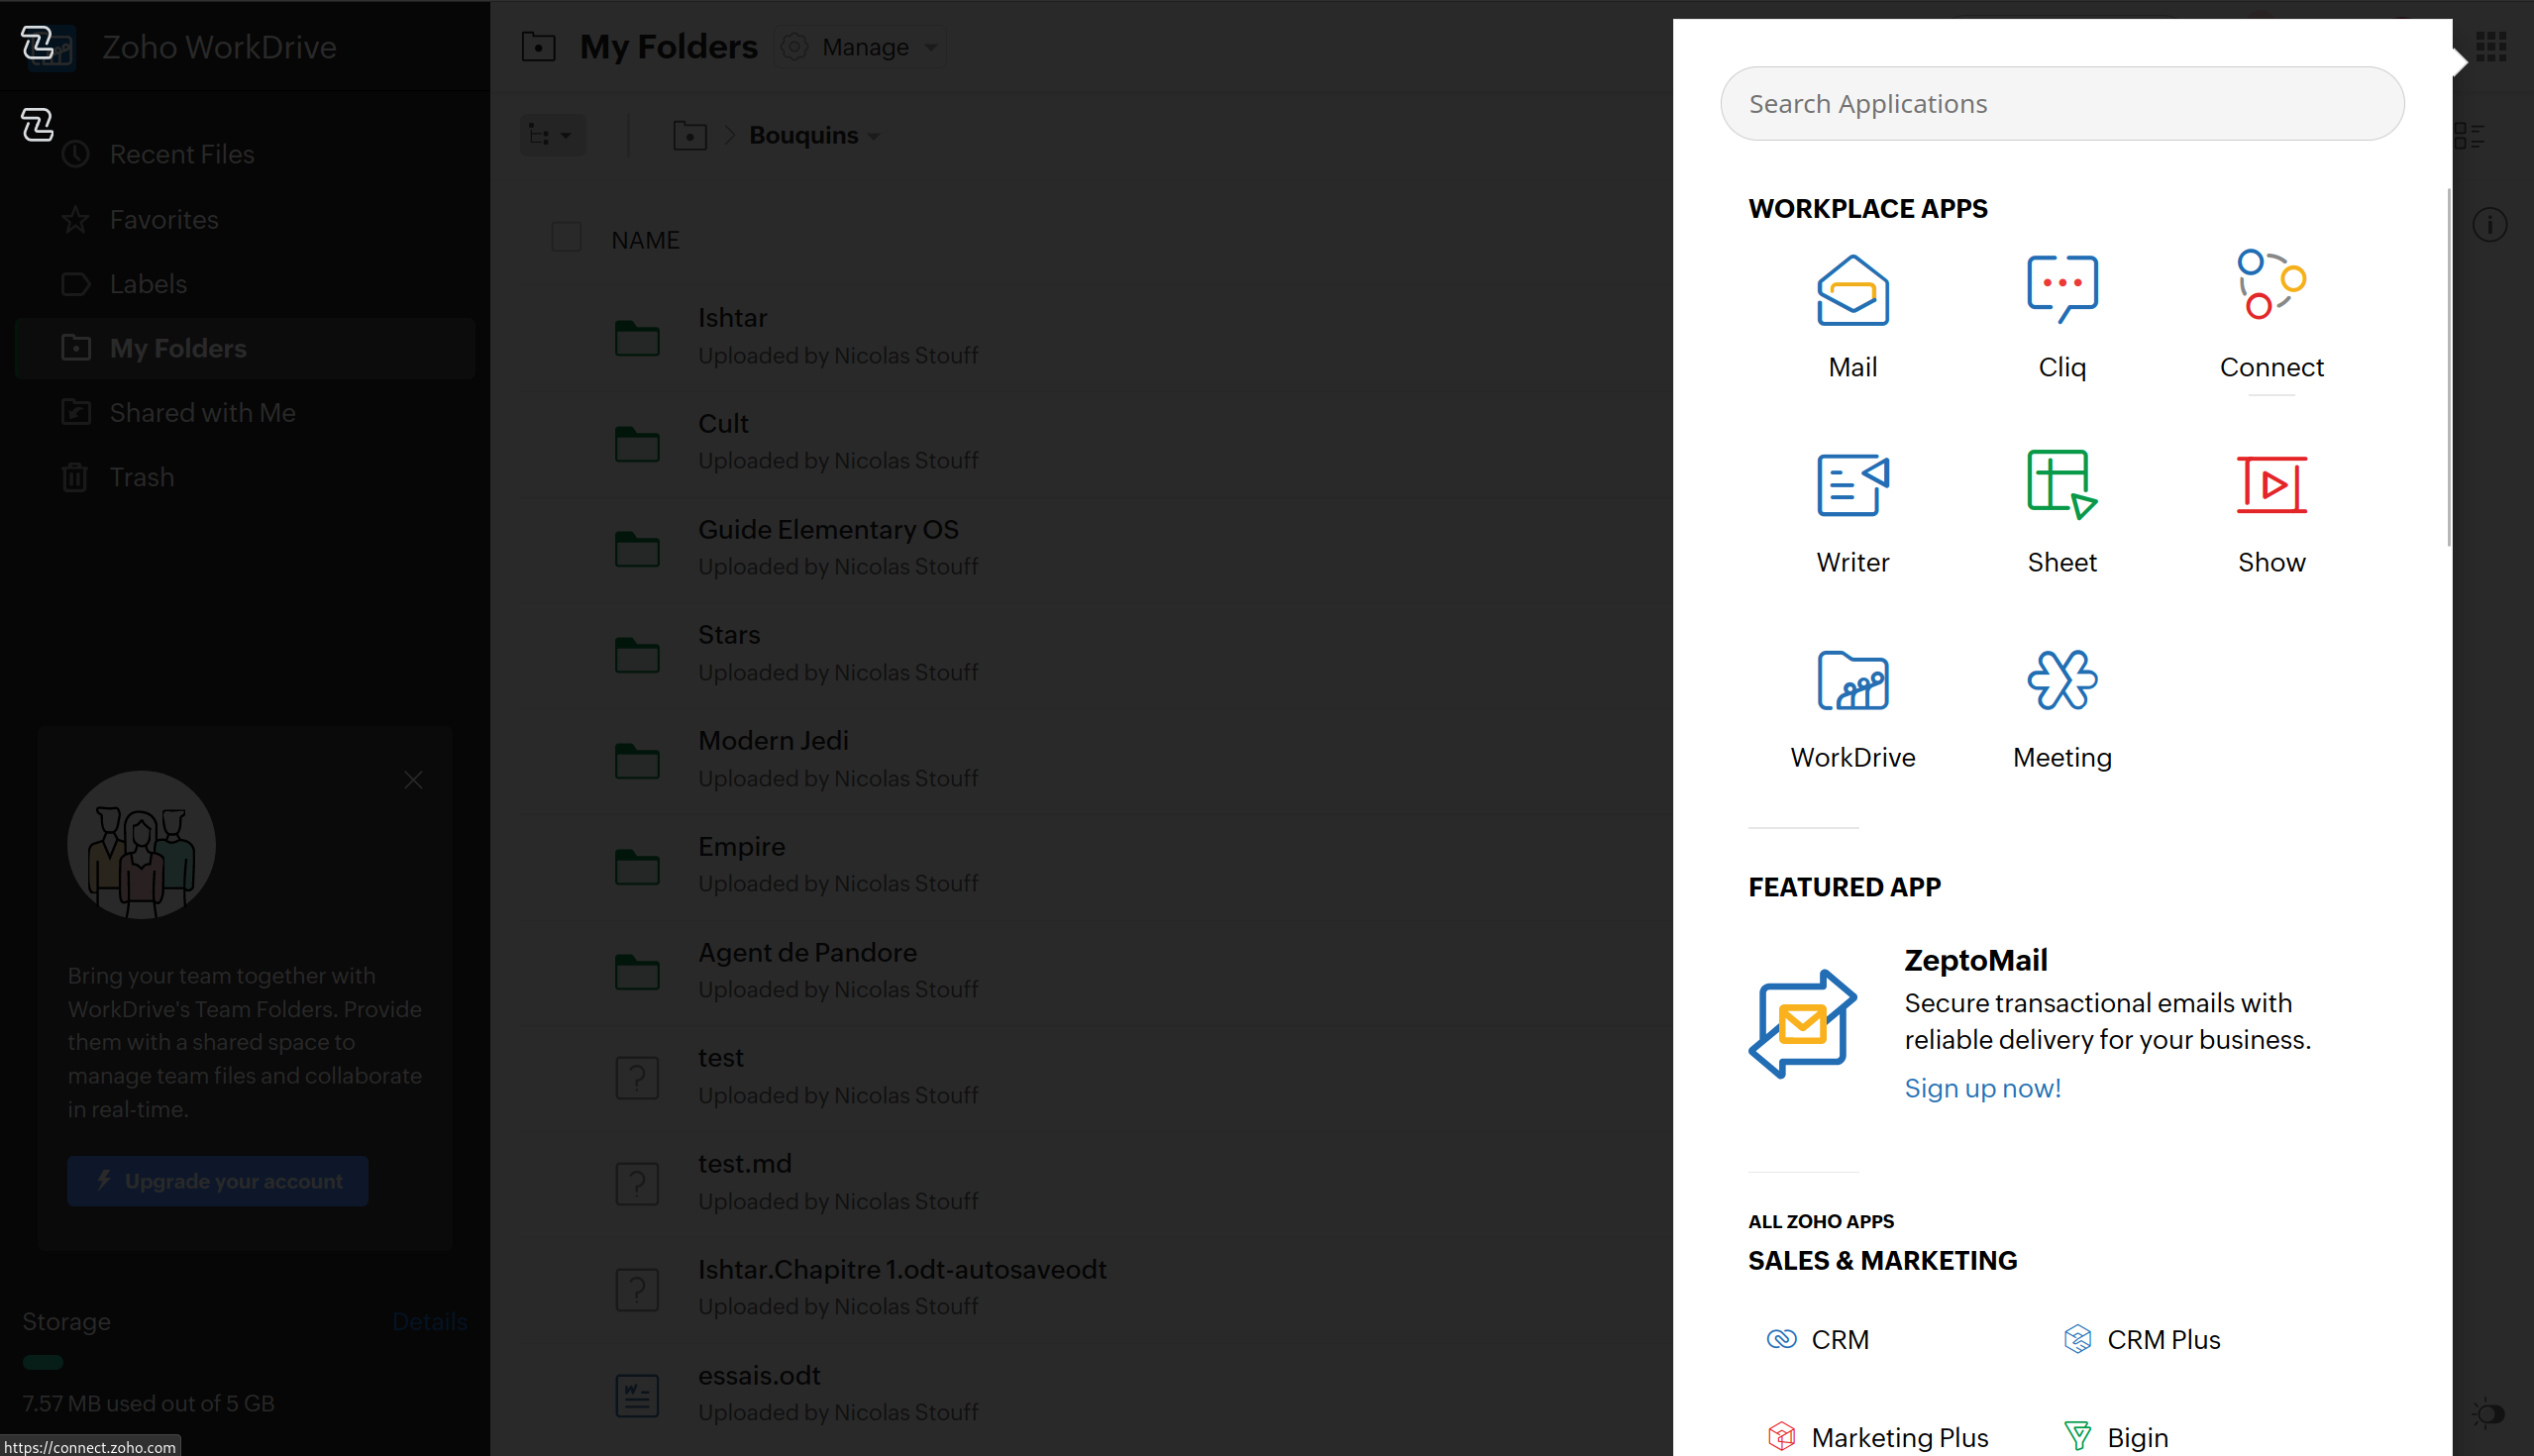 Zoho WorkDrive
Recent Files
Favorites
Labels
My Folders
Shared with Me
Trash
Bring your team together with
WorkDrive's Team Folders. Provide
them with a shared space to
manage team files and collaborate
in real-time.
Upgrade your account
Storage
Details
7.57 MB used out of 5 GB
https://connect.zoho.com
My Folders
Manage
Bouquins
NAME
Ishtar
Uploaded by Nicolas Stouff
Cult
Uploaded by Nicolas Stouff
Guide Elementary OS
Uploaded by Nicolas Stouff
Stars
Uploaded by Nicolas Stouff
Modern Jedi
Uploaded by Nicolas Stouff
Empire
Uploaded by Nicolas Stouff
Agent de Pandore
Uploaded by Nicolas Stouff
test
Uploaded by Nicolas Stouff
test.md
Uploaded by Nicolas Stouff
Ishtar.Chapitre 1.odt-autosaveodt
Uploaded by Nicolas Stouff
essais.odt
Uploaded by Nicolas Stouff
Search Applications
WORKPLACE APPS
Mail
Cliq
Connect
Writer
Sheet
Show
WorkDrive
Meeting
FEATURED APP
ZeptoMail
Secure transactional emails with
reliable delivery for your business.
Sign up now!
ALL ZOHO APPS
SALES & MARKETING
CRM
CRM Plus
Marketing Plus
Bigin